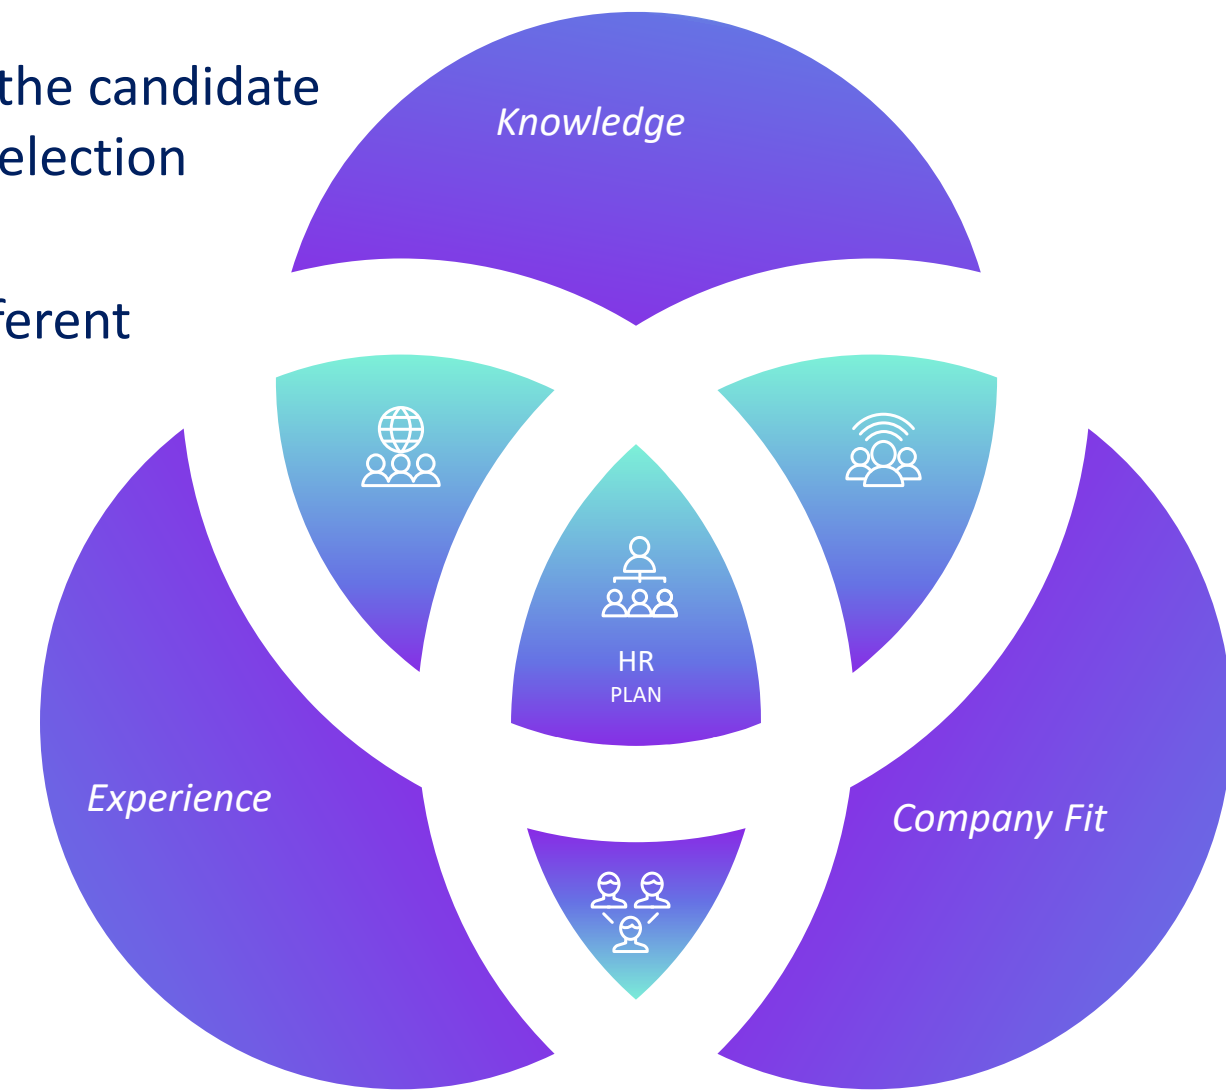 the candidate
election
ferent
Knowledge
HR
PLAN
Experience
Company Fit